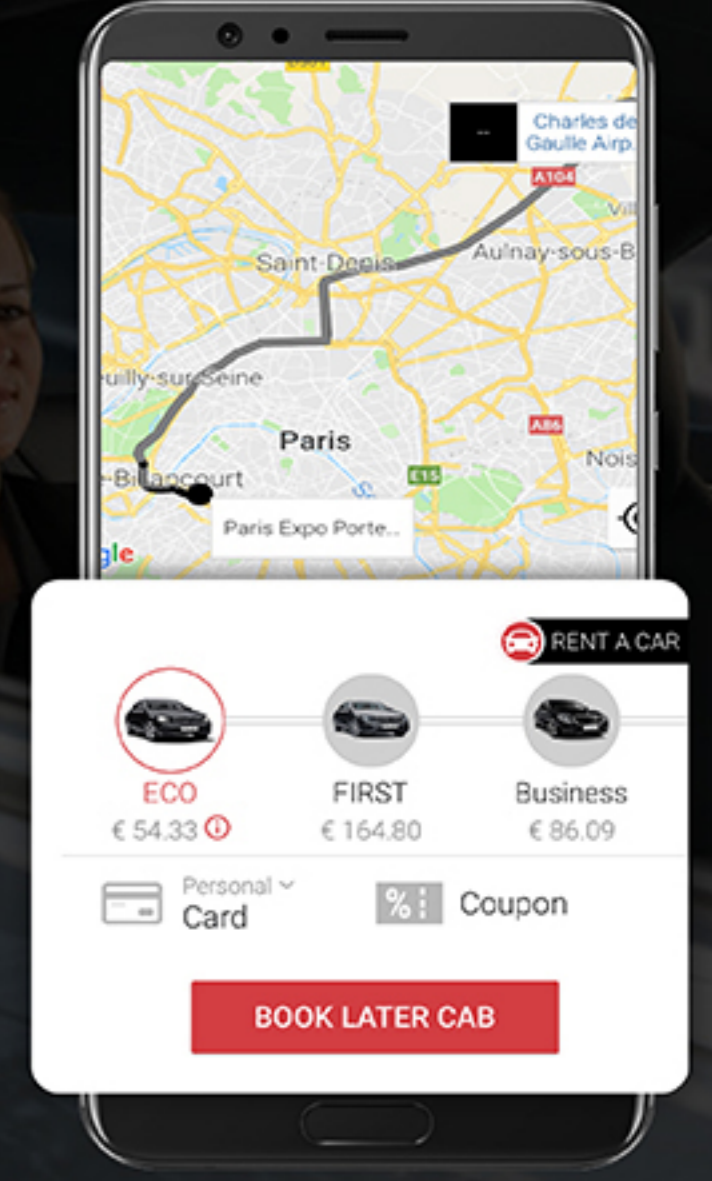 --
Charles de
Gaulle Airp.
A104
Vill
Saint-Denis
Aulnay-sous-B
uilly-sur-Seine
Paris
A86
Nois
-Billancourt
E15
Paris Expo Porte...
gle
RENT A CAR
ECO
FIRST
Business
€ 54.33
€ 164.80
€ 86.09
Personal
Card
% Coupon
BOOK LATER CAB